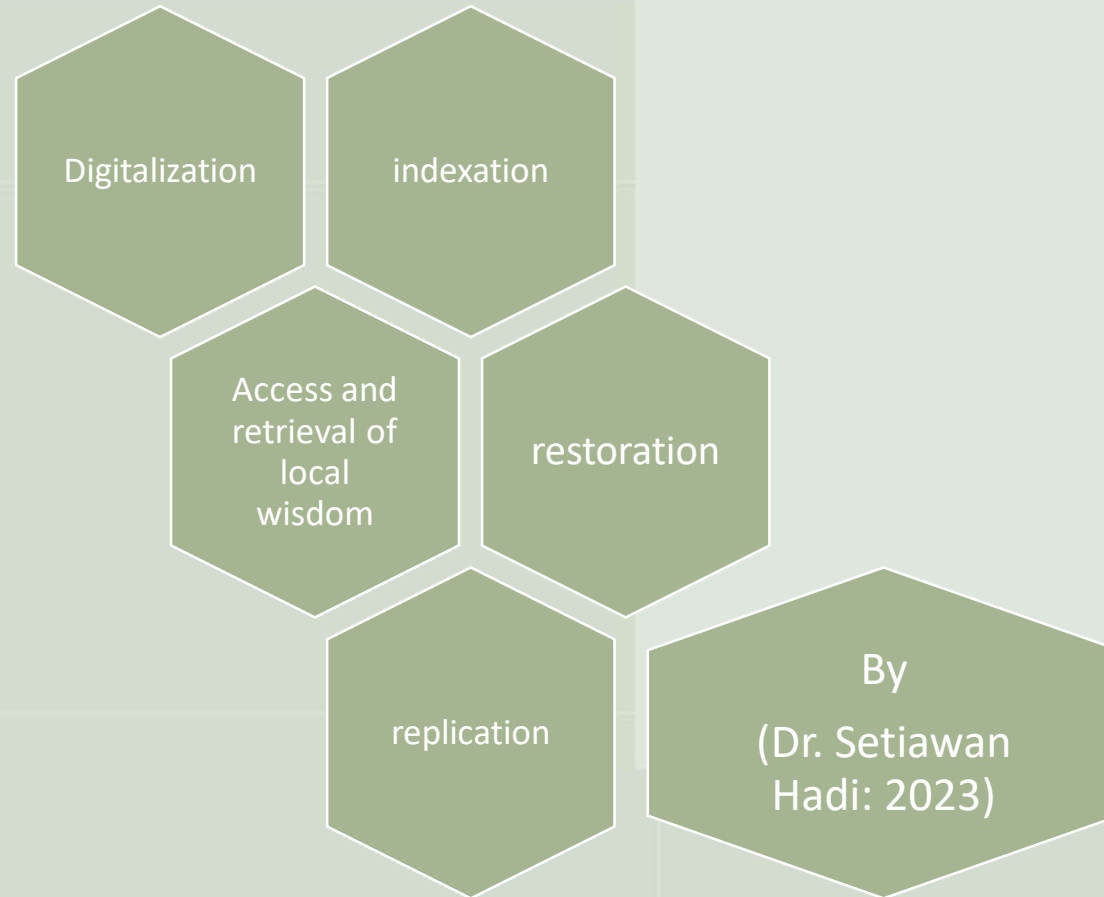 Digitalization
indexation
Access and
retrieval of
local
wisdom
restoration
replication
By
(Dr. Setiawan
Hadi: 2023)